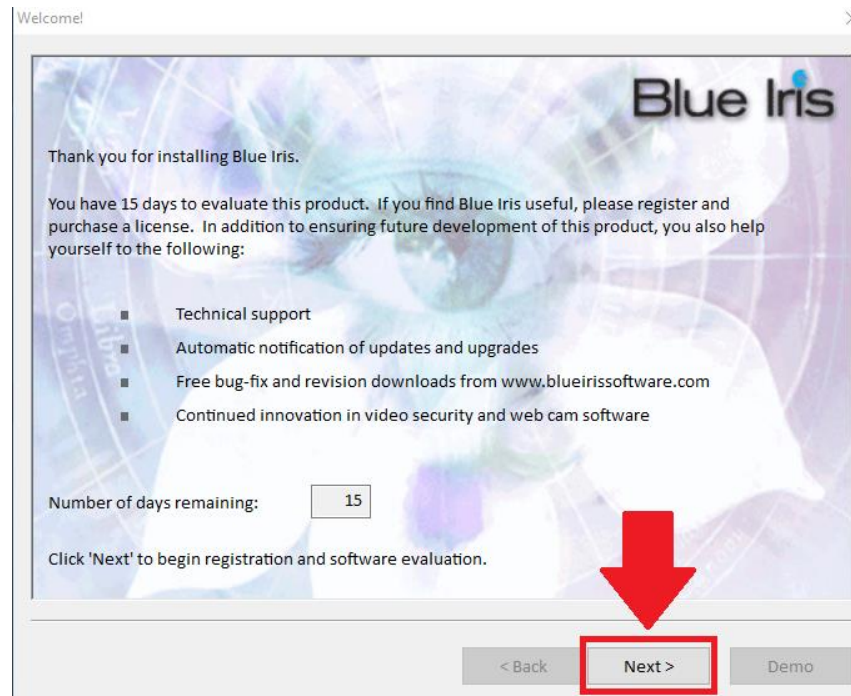 Welcome!
Blue Iris
Thank you for installing Blue Iris.
You have 15 days to evaluate this product. If you find Blue Iris useful, please register and
purchase a license. In addition to ensuring future development of this product, you also help
yourself to the following:
Technical support
Automatic notification of updates and upgrades
Free bug-fix and revision downloads from www.blueirissoftware.com
Continued innovation in video security and web cam software
Number of days remaining: 15
Click 'Next' to begin registration and software evaluation.
< Back Next > Demo